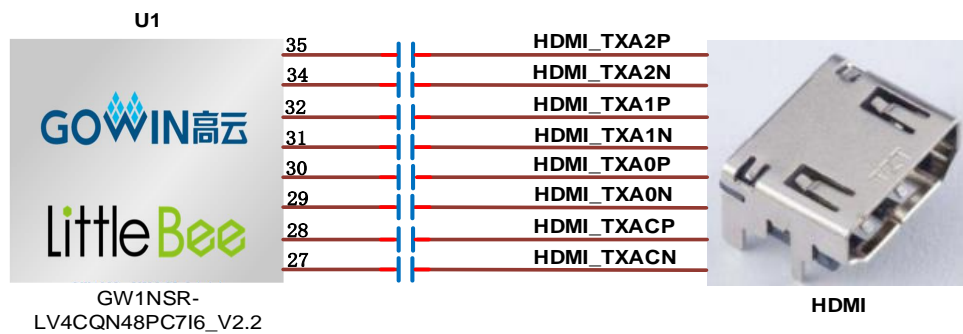 U1
GOWIN高云
LittleBee
GW1NSR-
LV4CQN48PC7I6_V2.2
35 HDMI_TXA2P
34 HDMI_TXA2N
32 HDMI_TXA1P
31 HDMI_TXA1N
30 HDMI_TXA0P
29 HDMI_TXA0N
28 HDMI_TXACP
27 HDMI_TXACN
HDMI